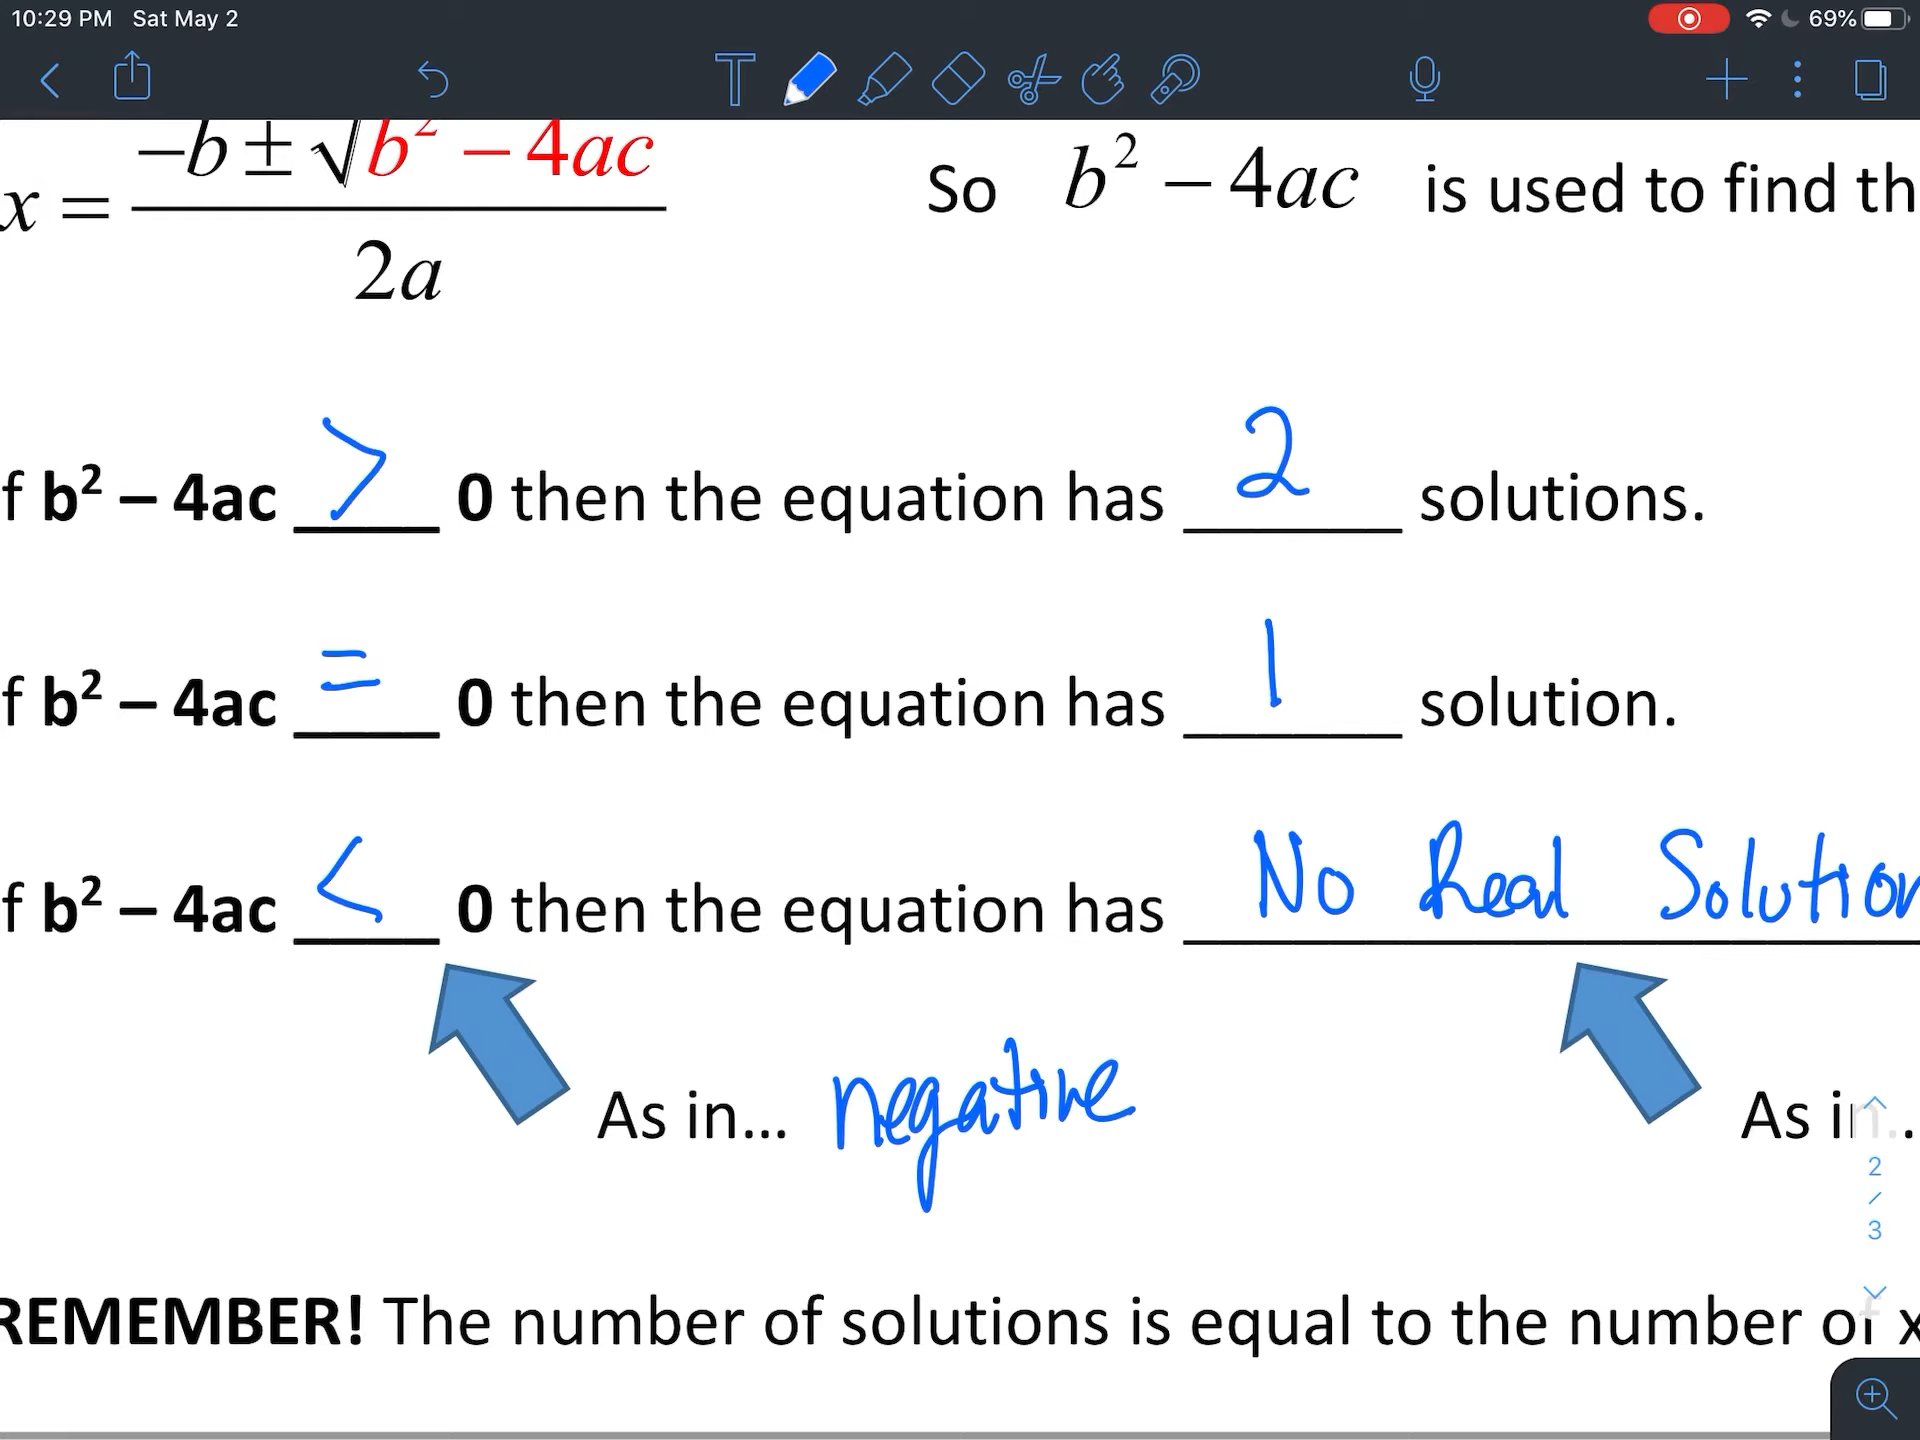 10:29 PM Sat May 2 69%
x = −b ± √b² − 4ac / 2a
So b² − 4ac is used to find th
f b² – 4ac > 0 then the equation has 2 solutions.
f b² – 4ac = 0 then the equation has 1 solution.
f b² – 4ac < 0 then the equation has No Real Solution
As in... negative
As in..
2
/
3
REMEMBER! The number of solutions is equal to the number of x